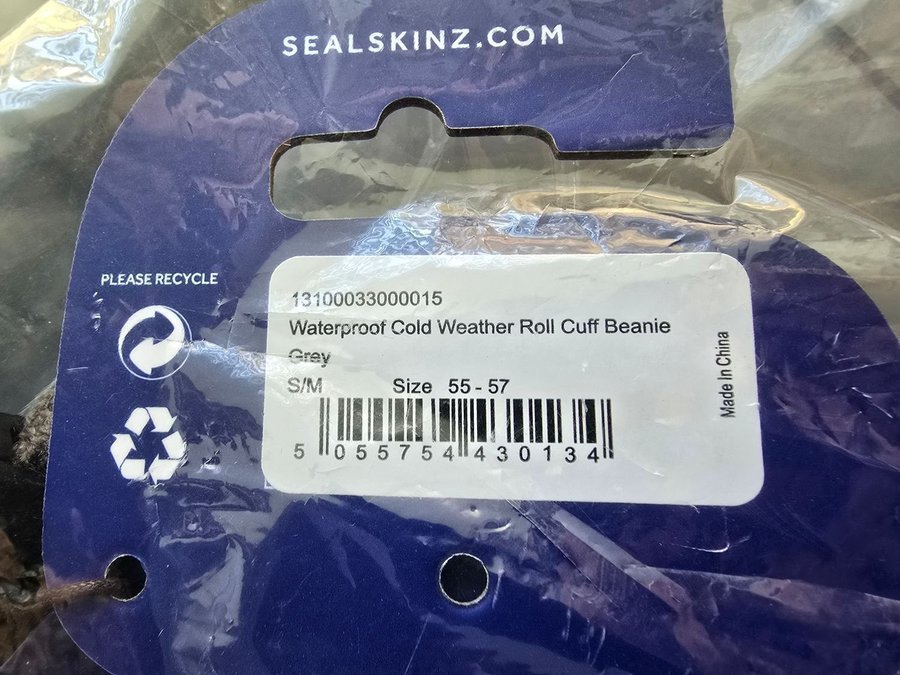 SEALSKINZ.COM
PLEASE RECYCLE
13100033000015
Waterproof Cold Weather Roll Cuff Beanie
Grey
S/M Size 55 - 57
5 055754 430134
Made In China